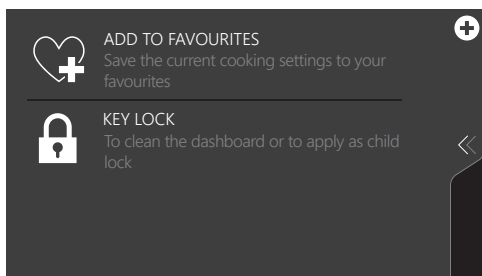 ADD TO FAVOURITES
Save the current cooking settings to your
favourites
KEY LOCK
To clean the dashboard or to apply as child
lock